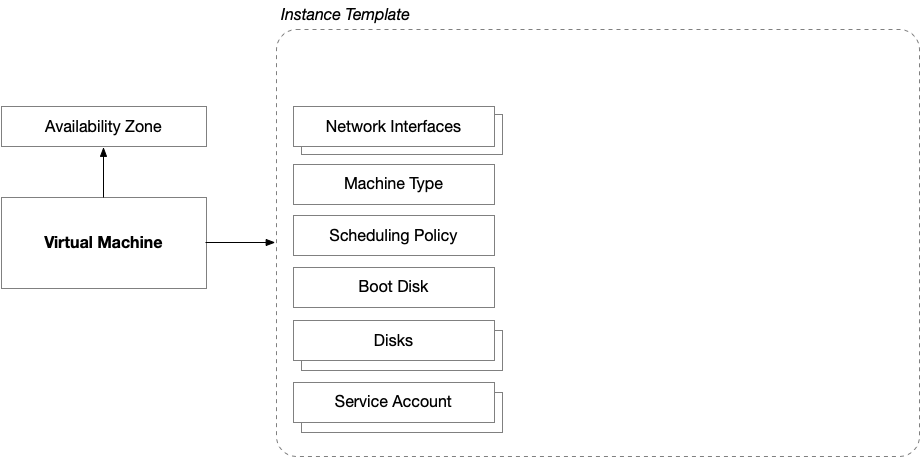 Instance Template
Availability Zone
Virtual Machine
Network Interfaces
Machine Type
Scheduling Policy
Boot Disk
Disks
Service Account